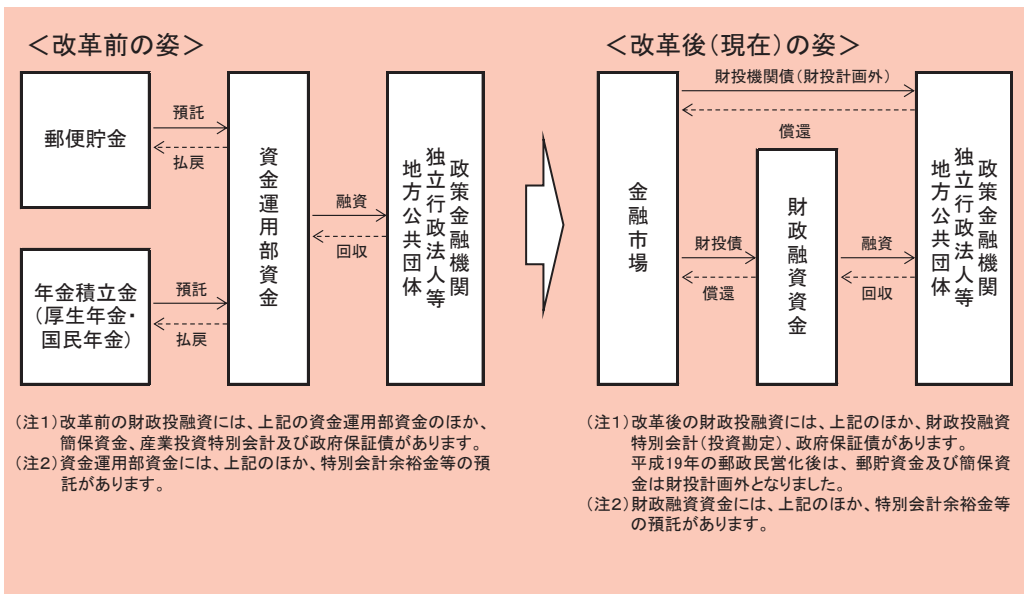 <改革前の姿>
郵便貯金
預託
払戻
年金積立金
(厚生年金・
国民年金)
預託
払戻
資金運用部資金
融資
回収
政策金融機関
独立行政法人等
地方公共団体
(注1)改革前の財政投融資には、上記の資金運用部資金のほか、
簡保資金、産業投資特別会計及び政府保証債があります。
(注2)資金運用部資金には、上記のほか、特別会計余裕金等の預
託があります。
<改革後(現在)の姿>
金融市場
財投機関債(財投計画外)
償還
財投債
償還
財政融資資金
融資
回収
政策金融機関
独立行政法人等
地方公共団体
(注1)改革後の財政投融資には、上記のほか、財政投融資
特別会計(投資勘定)、政府保証債があります。
平成19年の郵政民営化後は、郵貯資金及び簡保資
金は財投計画外となりました。
(注2)財政融資資金には、上記のほか、特別会計余裕金等
の預託があります。